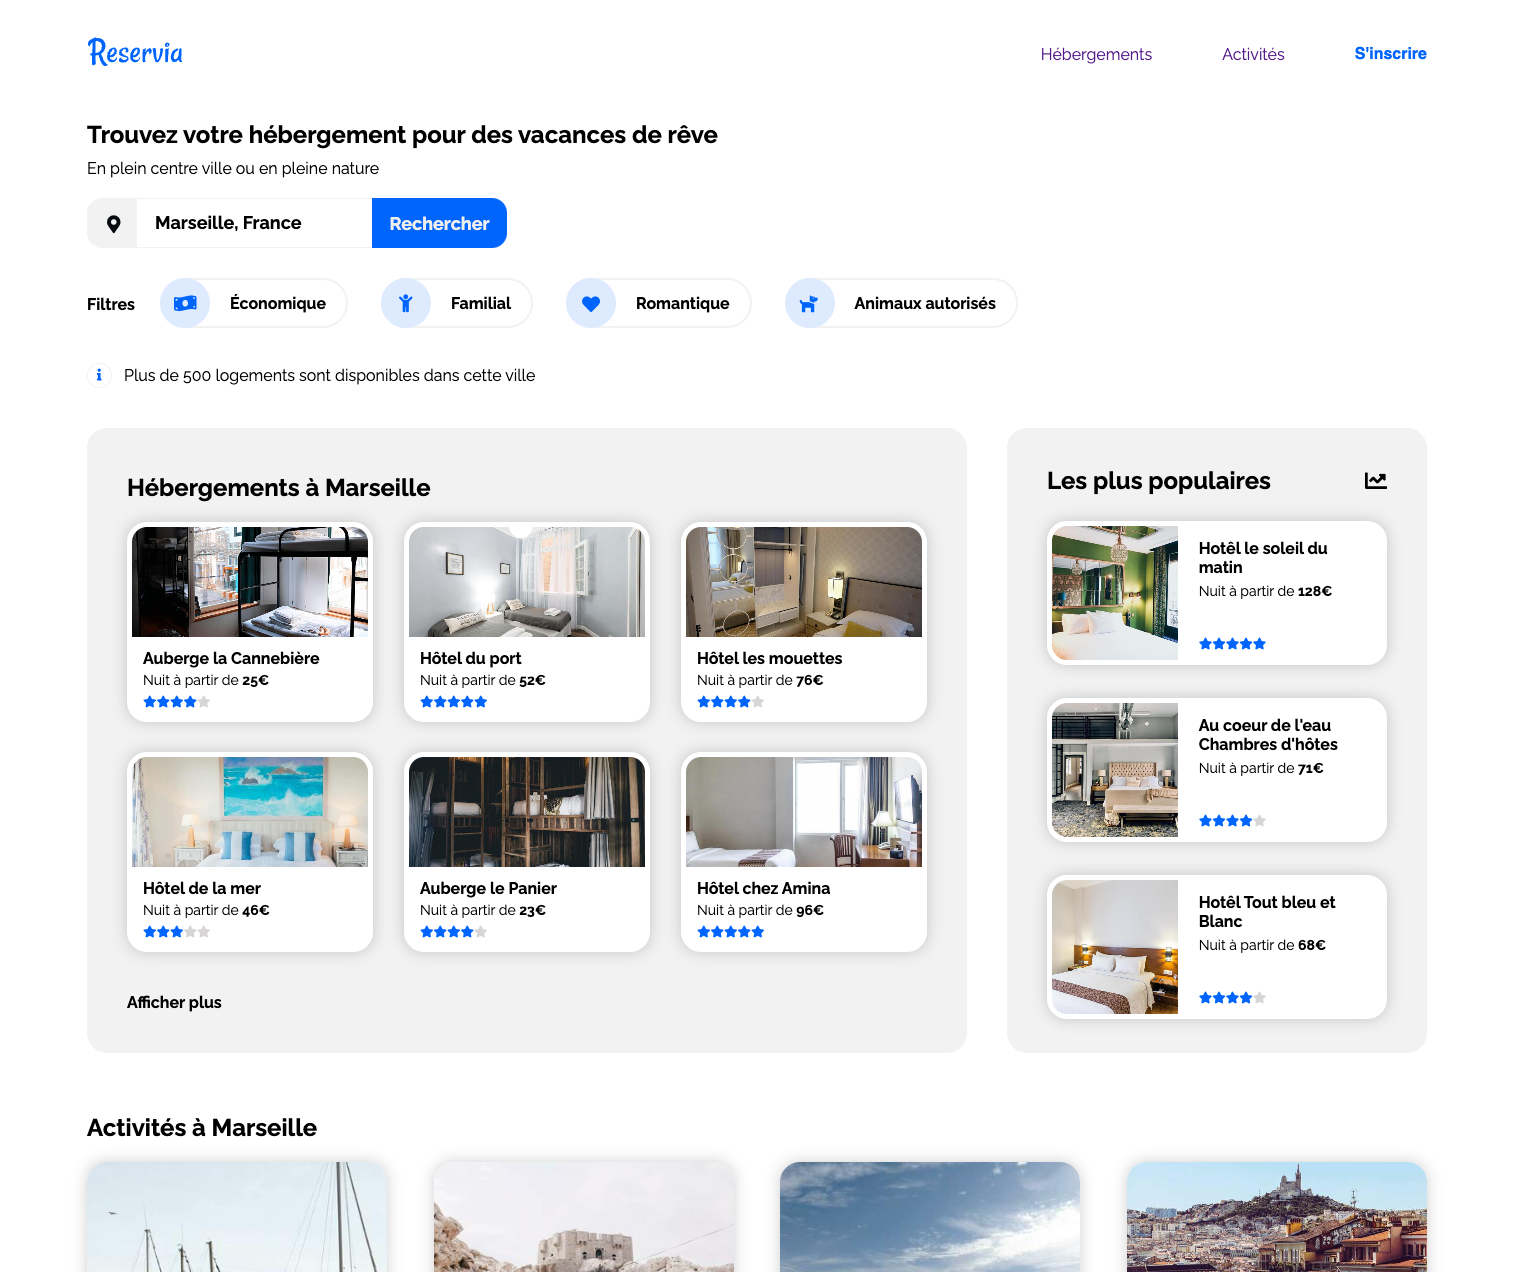 Reservia
Hébergements
Activités
S'inscrire
Trouvez votre hébergement pour des vacances de rêve
En plein centre ville ou en pleine nature
Marseille, France
Rechercher
Filtres
Économique
Familial
Romantique
Animaux autorisés
Plus de 500 logements sont disponibles dans cette ville
Hébergements à Marseille
Auberge la Cannebière
Nuit à partir de 25€
Hôtel du port
Nuit à partir de 52€
Hôtel les mouettes
Nuit à partir de 76€
Hôtel de la mer
Nuit à partir de 46€
Auberge le Panier
Nuit à partir de 23€
Hôtel chez Amina
Nuit à partir de 96€
Afficher plus
Les plus populaires
Hotêl le soleil du
matin
Nuit à partir de 128€
Au coeur de l'eau
Chambres d'hôtes
Nuit à partir de 71€
Hotêl Tout bleu et
Blanc
Nuit à partir de 68€
Activités à Marseille